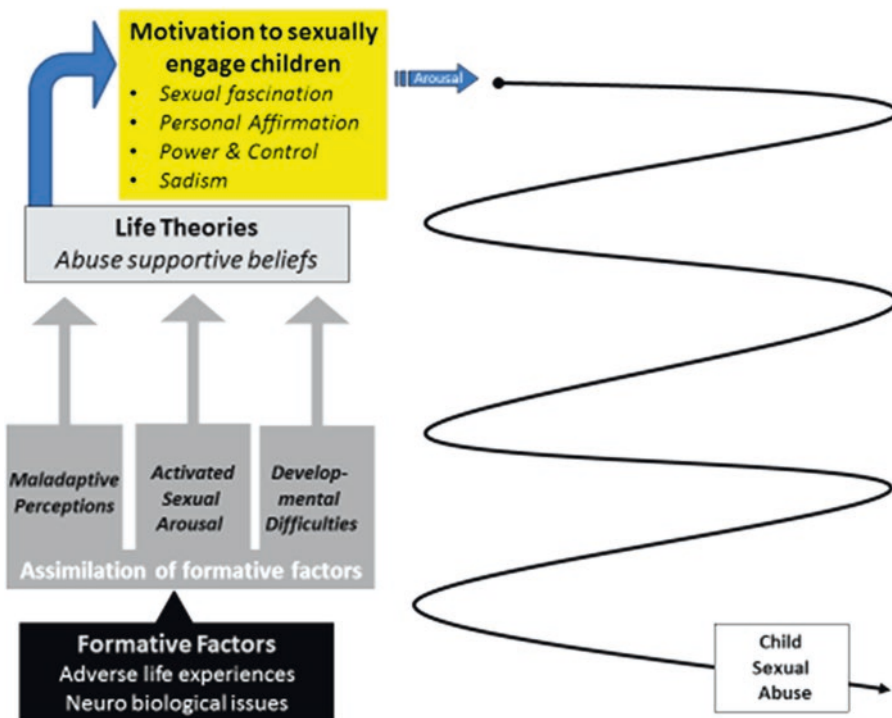 Motivation to sexually
engage children
• Sexual fascination
• Personal Affirmation
• Power & Control
• Sadism
Arousal
Life Theories
Abuse supportive beliefs
Maladaptive
Perceptions
Activated
Sexual
Arousal
Develop-
mental
Difficulties
Assimilation of formative factors
Formative Factors
Adverse life experiences
Neuro biological issues
Child
Sexual
Abuse